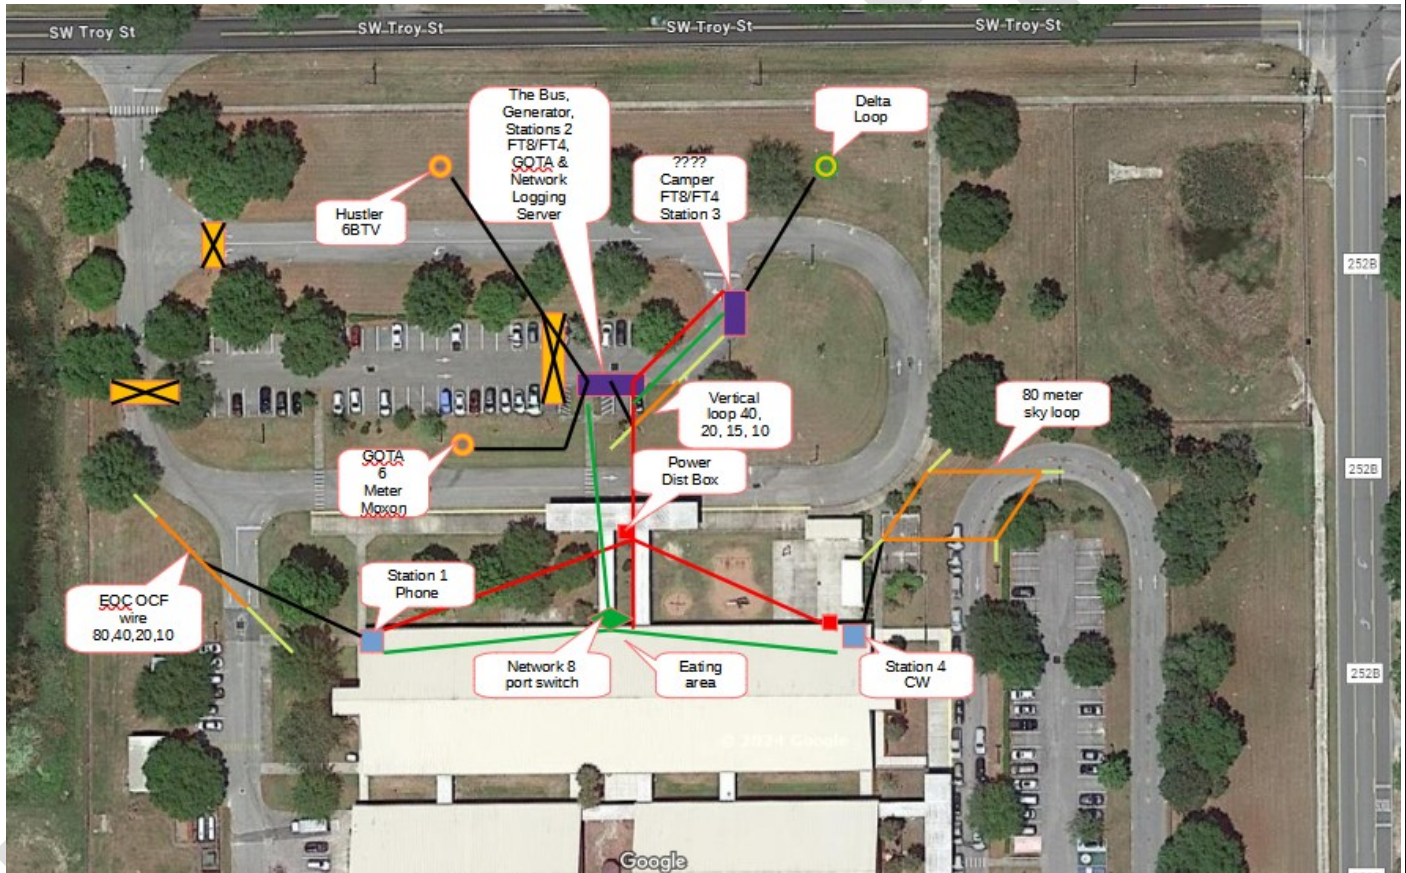 SW Troy St
SW Troy St
SW Troy St
SW Troy St
The Bus,
Generator,
Stations 2
FT8/FT4,
GOTA &
Network
Logging
Server
Delta
Loop
????
Camper
FT8/FT4
Station 3
Hustler
6BTV
252B
Vertical
loop 40,
20, 15, 10
80 meter
sky loop
GOTA
6
Meter
Moxon
Power
Dist Box
252B
Station 1
Phone
EOC OCF
wire
80,40,20,10
Network 8
port switch
Eating
area
Station 4
CW
252B
© 2024 Google
Google